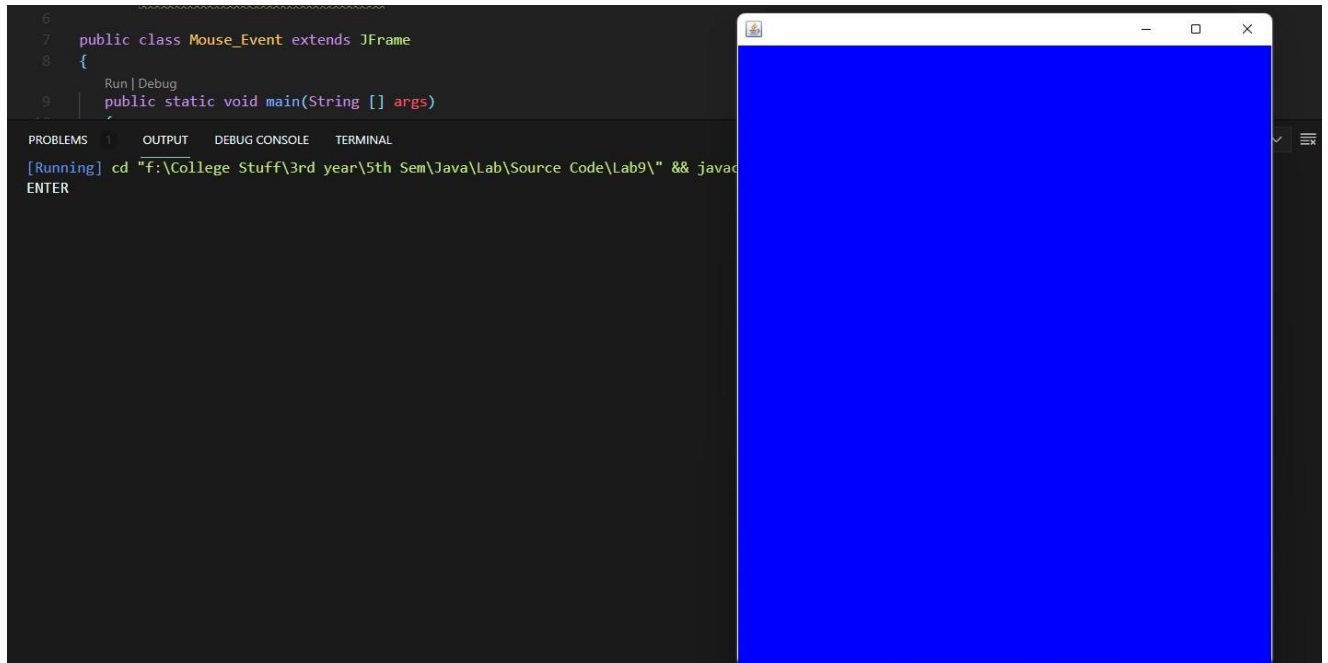 6
7 public class Mouse_Event extends JFrame
8 {
Run | Debug
9 public static void main(String [] args)
{
PROBLEMS 1 OUTPUT DEBUG CONSOLE TERMINAL
[Running] cd "f:\College Stuff\3rd year\5th Sem\Java\Lab\Source Code\Lab9\" && javac
ENTER